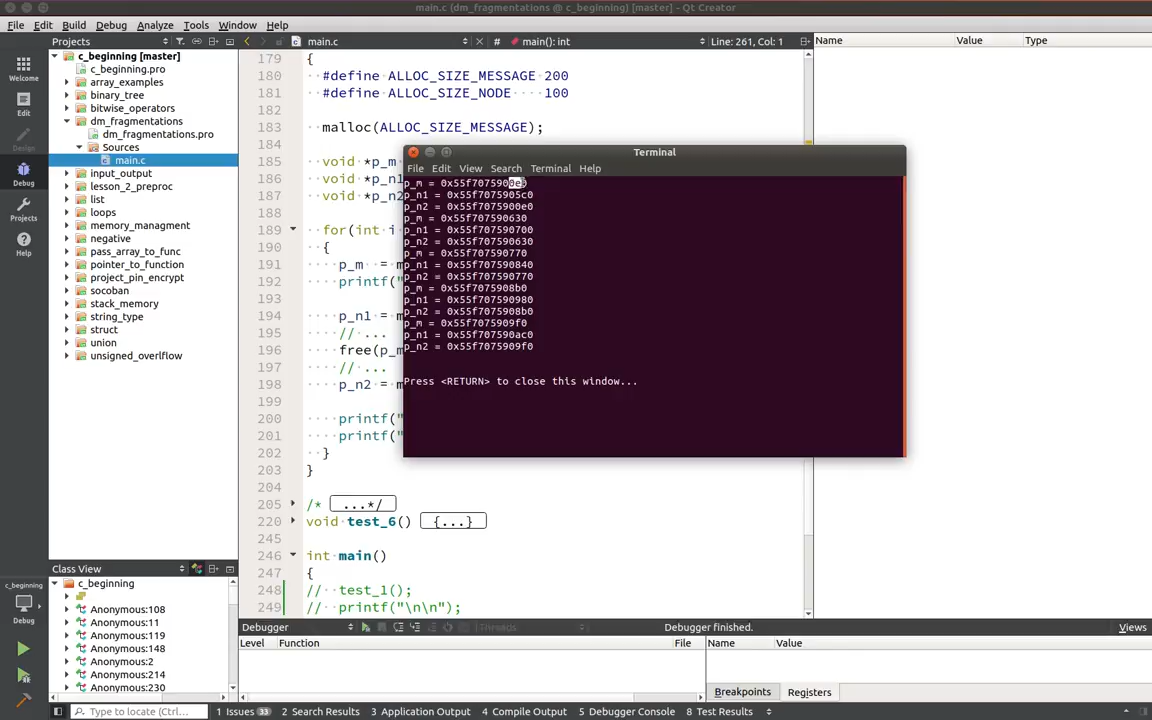 main.c (dm_fragmentations @ c_beginning) [master] - Qt Creator
File Edit Build Debug Analyze Tools Window Help
Projects
main.c
# main(): int
Line: 261, Col: 1
Name Value Type
Welcome
Edit
Design
Debug
Projects
Help
c_beginning [master]
c_beginning.pro
array_examples
binary_tree
bitwise_operators
dm_fragmentations
dm_fragmentations.pro
Sources
main.c
input_output
lesson_2_preproc
list
loops
memory_managment
negative
pass_array_to_func
pointer_to_function
project_pin_encrypt
socoban
stack_memory
string_type
struct
union
unsigned_overlflow
179 {
180 #define ALLOC_SIZE_MESSAGE 200
181 #define ALLOC_SIZE_NODE 100
182
183 malloc(ALLOC_SIZE_MESSAGE);
184
185 void *p_m
186 void *p_n1
187 void *p_n2
188
189 for(int i
190 {
191 p_m = m
192 printf("
193
194 p_n1 = m
195 // ...
196 free(p_m
197 // ...
198 p_n2 = m
199
200 printf("
201 printf("
202 }
203 }
204
205 /* ...*/
220 void test_6() {...}
245
246 int main()
247 {
248 // test_1();
249 // printf("\n\n");
Terminal
File Edit View Search Terminal Help
p_m = 0x55f7075900e0
p_n1 = 0x55f7075905c0
p_n2 = 0x55f7075900e0
p_m = 0x55f707590630
p_n1 = 0x55f707590700
p_n2 = 0x55f707590630
p_m = 0x55f707590770
p_n1 = 0x55f707590840
p_n2 = 0x55f707590770
p_m = 0x55f7075908b0
p_n1 = 0x55f707590980
p_n2 = 0x55f7075908b0
p_m = 0x55f7075909f0
p_n1 = 0x55f707590ac0
p_n2 = 0x55f7075909f0
Press <RETURN> to close this window...
Class View
c_beginning
Anonymous:108
Anonymous:11
Anonymous:119
Anonymous:148
Anonymous:2
Anonymous:214
Anonymous:230
c_beginning
Debug
Debugger
Threads
Debugger finished.
Views
Level Function File
Name Value
Breakpoints Registers
Type to locate (Ctrl...
1 Issues 33 2 Search Results 3 Application Output 4 Compile Output 5 Debugger Console 8 Test Results